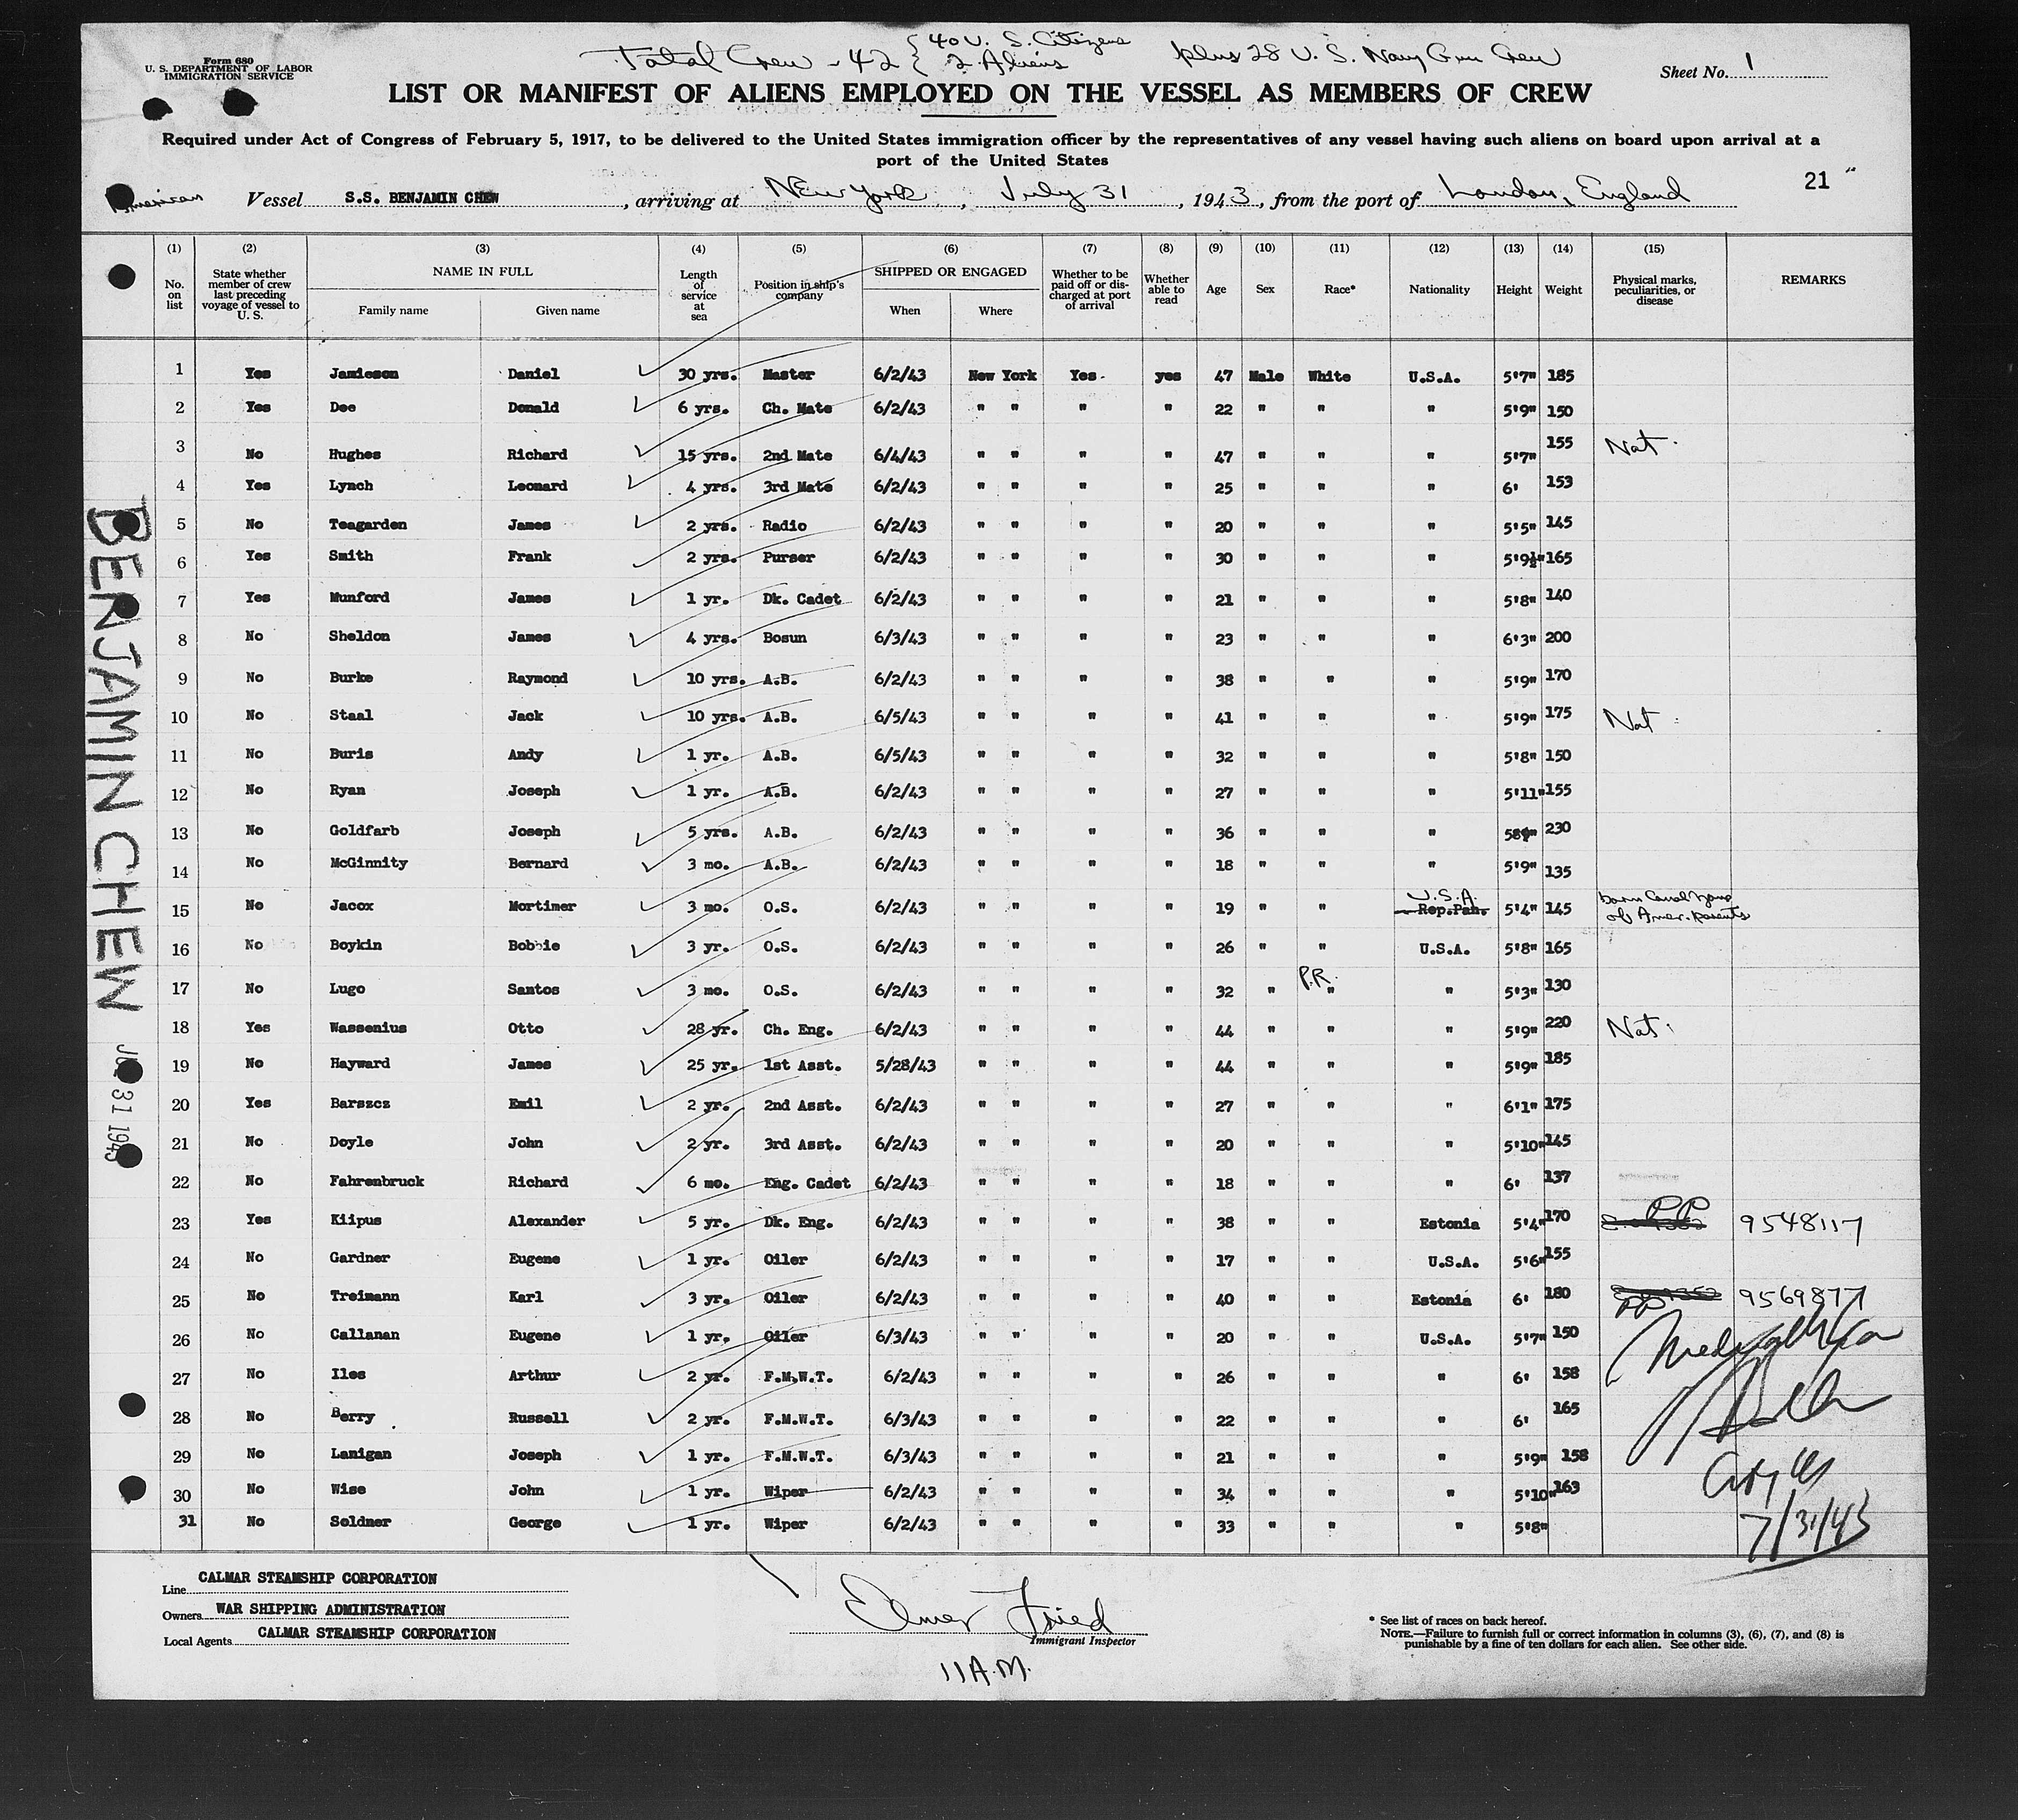 Form 680
U. S. DEPARTMENT OF LABOR
IMMIGRATION SERVICE
Total Crew - 42 { 40 U. S. Citizens
2 Aliens
plus 28 U. S. Navy Gun Crew
Sheet No. 1
LIST OR MANIFEST OF ALIENS EMPLOYED ON THE VESSEL AS MEMBERS OF CREW
Required under Act of Congress of February 5, 1917, to be delivered to the United States immigration officer by the representatives of any vessel having such aliens on board upon arrival at a
port of the United States
American Vessel S.S. BENJAMIN CHEW, arriving at New York, July 31, 1943, from the port of London, England
21
(1) (2) (3) (4) (5) (6) (7) (8) (9) (10) (11) (12) (13) (14) (15)
No. on list
State whether member of crew last preceding voyage of vessel to U. S.
NAME IN FULL
Family name Given name
Length of service at sea
Position in ship's company
SHIPPED OR ENGAGED
When Where
Whether to be paid off or discharged at port of arrival
Whether able to read
Age Sex Race* Nationality Height Weight
Physical marks, peculiarities, or disease
REMARKS
1 Yes Jamieson Daniel 30 yrs. Master 6/2/43 New York Yes yes 47 Male White U.S.A. 5'7" 185
2 Yes Dee Donald 6 yrs. Ch. Mate 6/2/43 " " " " 22 " " " 5'9" 150
3 No Hughes Richard 15 yrs. 2nd Mate 6/4/43 " " " " 47 " " " 5'7" 155 Nat.
4 Yes Lynch Leonard 4 yrs. 3rd Mate 6/2/43 " " " " 25 " " " 6' 153
5 No Teagarden James 2 yrs. Radio 6/2/43 " " " " 20 " " " 5'5" 145
6 Yes Smith Frank 2 yrs. Purser 6/2/43 " " " " 30 " " " 5'9½" 165
7 Yes Munford James 1 yr. Dk. Cadet 6/2/43 " " " " 21 " " " 5'8" 140
8 No Sheldon James 4 yrs. Bosun 6/3/43 " " " " 23 " " " 6'3" 200
9 No Burke Raymond 10 yrs. A.B. 6/2/43 " " " " 38 " " " 5'9" 170
10 No Staal Jack 10 yrs. A.B. 6/5/43 " " " " 41 " " " 5'9" 175 Nat.
11 No Buris Andy 1 yr. A.B. 6/5/43 " " " " 32 " " " 5'8" 150
12 No Ryan Joseph 1 yr. A.B. 6/2/43 " " " " 27 " " " 5'11" 155
13 No Goldfarb Joseph 5 yrs. A.B. 6/2/43 " " " " 36 " " " 230
14 No McGinnity Bernard 3 mo. A.B. 6/2/43 " " " " 18 " " " 5'9" 135
15 No Jacox Mortimer 3 mo. O.S. 6/2/43 " " " " 19 " " U.S.A. Rep.Pan. 5'4" 145 born Canal Zone of Amer. parents
16 No Boykin Bobbie 3 yr. O.S. 6/2/43 " " " " 26 " " U.S.A. 5'8" 165
17 No Lugo Santos 3 mo. O.S. 6/2/43 " " " " 32 " P.R. " " 5'3" 130
18 Yes Wassenius Otto 28 yr. Ch. Eng. 6/2/43 " " " " 44 " " " 5'9" 220 Nat.
19 No Hayward James 25 yr. 1st Asst. 5/28/43 " " " " 44 " " " 5'9" 185
20 Yes Barszcz Emil 2 yr. 2nd Asst. 6/2/43 " " " " 27 " " " 6'1" 175
21 No Doyle John 2 yr. 3rd Asst. 6/2/43 " " " " 20 " " " 5'10" 145
22 No Fahrenbruck Richard 6 mo. Eng. Cadet 6/2/43 " " " " 18 " " " 6' 137
23 Yes Kiipus Alexander 5 yr. Dk. Eng. 6/2/43 " " " " 38 " " Estonia 5'4" 170 PP 9548117
24 No Gardner Eugene 1 yr. Oiler 6/2/43 " " " " 17 " " U.S.A. 5'6" 155
25 No Treimann Karl 3 yr. Oiler 6/2/43 " " " " 40 " " Estonia 6' 180 PP 9569877
26 No Callanan Eugene 1 yr. Oiler 6/3/43 " " " " 20 " " U.S.A. 5'7" 150
27 No Iles Arthur 2 yr. F.M.W.T. 6/2/43 " " " " 26 " " " 6' 158
28 No Berry Russell 2 yr. F.M.W.T. 6/3/43 " " " " 22 " " " 6' 165
29 No Lanigan Joseph 1 yr. F.M.W.T. 6/3/43 " " " " 21 " " " 5'9" 158
30 No Wise John 1 yr. Wiper 6/2/43 " " " " 34 " " " 5'10" 163
31 No Soldner George 1 yr. Wiper 6/2/43 " " " " 33 " " " 5'8"
7/31/43
BENJAMIN CHEW
31 1943
Line CALMAR STEAMSHIP CORPORATION
Owners WAR SHIPPING ADMINISTRATION
Local Agents CALMAR STEAMSHIP CORPORATION
Elmer Fried
Immigrant Inspector
11 A.M.
* See list of races on back hereof.
NOTE.—Failure to furnish full or correct information in columns (3), (6), (7), and (8) is
punishable by a fine of ten dollars for each alien. See other side.